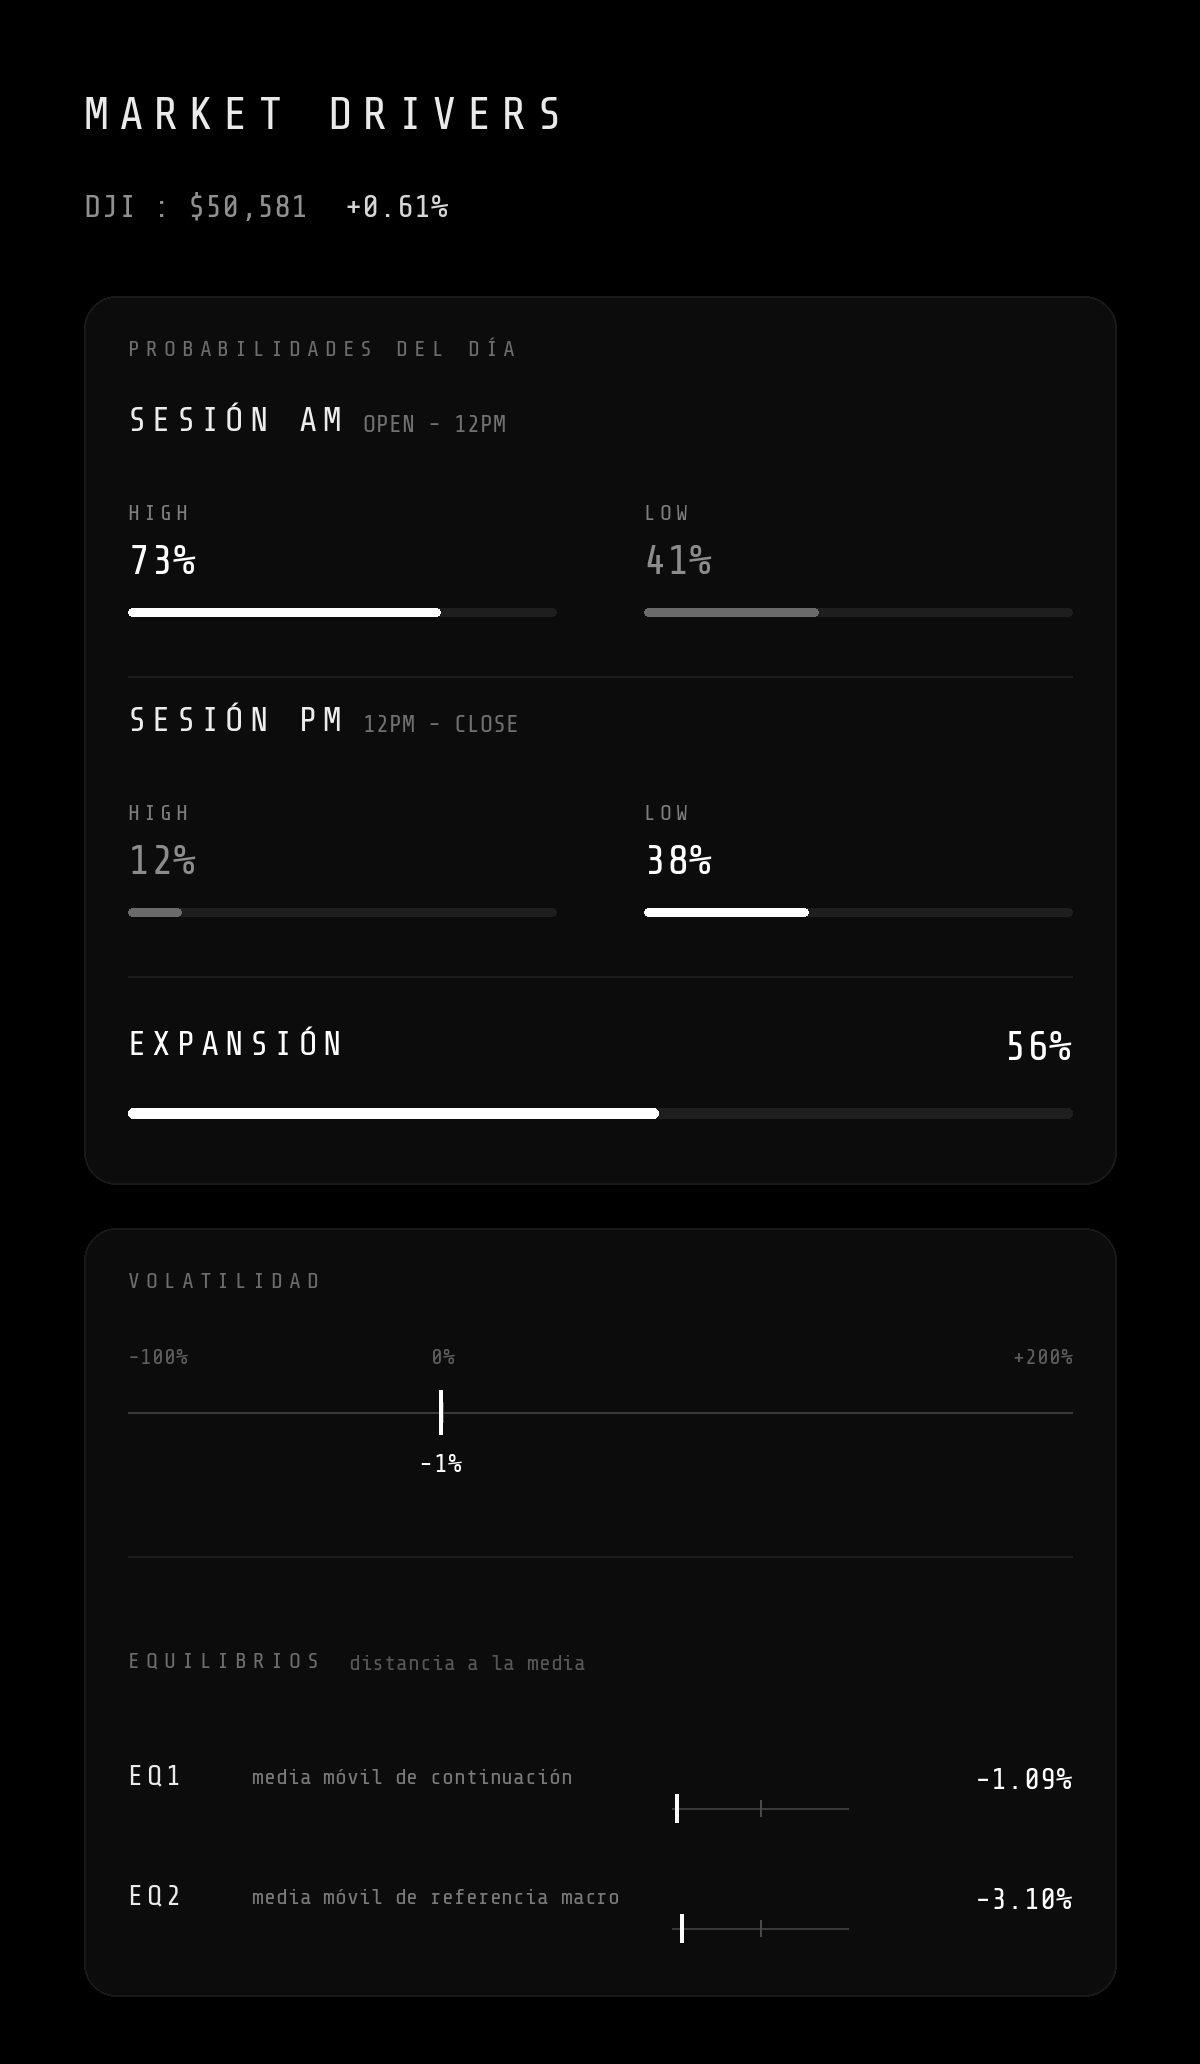 MARKET DRIVERS
DJI : $50,581 +0.61%
PROBABILIDADES DEL DÍA
SESIÓN AM OPEN – 12PM
HIGH LOW
73% 41%
SESIÓN PM 12PM – CLOSE
HIGH LOW
12% 38%
EXPANSIÓN 56%
VOLATILIDAD
-100% 0% +200%
-1%
EQUILIBRIOS distancia a la media
EQ1 media móvil de continuación -1.09%
EQ2 media móvil de referencia macro -3.10%